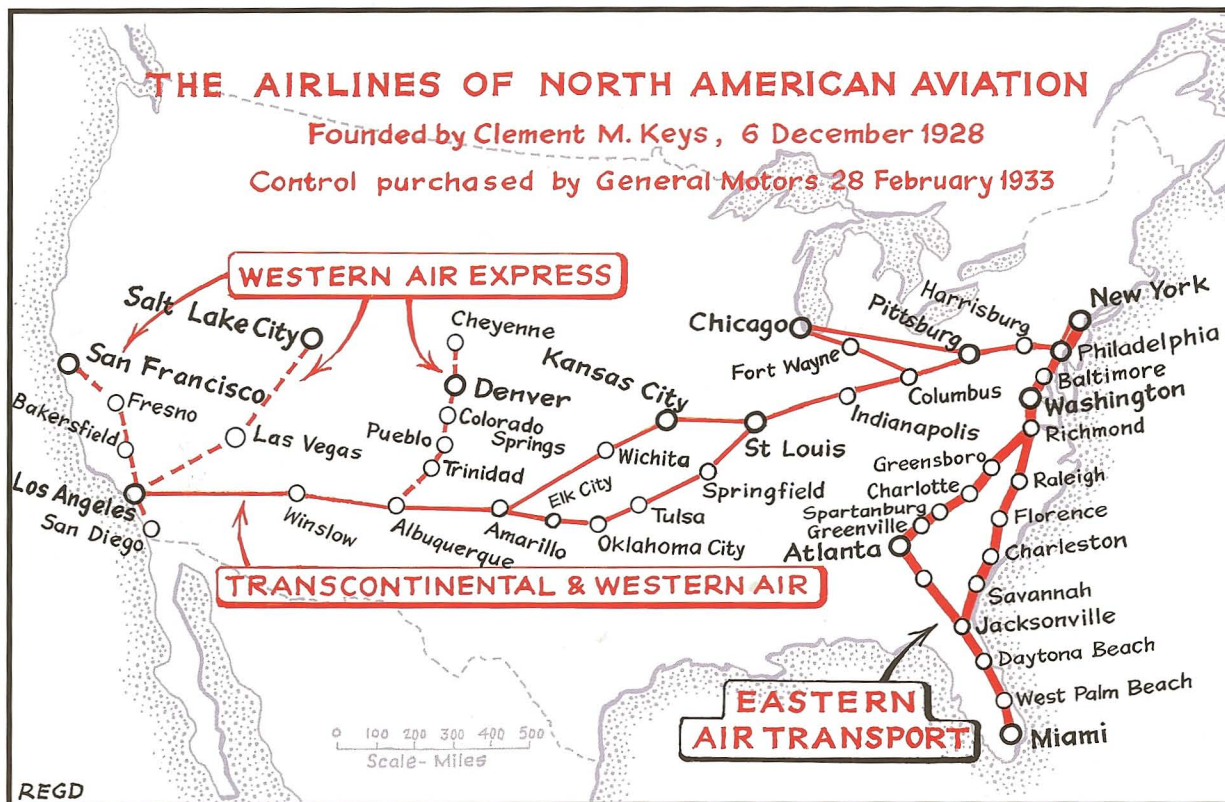 THE AIRLINES OF NORTH AMERICAN AVIATION
Founded by Clement M. Keys, 6 December 1928
Control purchased by General Motors 28 February 1933
WESTERN AIR EXPRESS
Salt Lake City
San Francisco
Fresno
Bakersfield
Las Vegas
Los Angeles
San Diego
Cheyenne
Denver
Colorado
Springs
Pueblo
Trinidad
Winslow
Albuquerque
Amarillo
Elk City
Oklahoma City
Tulsa
Springfield
Wichita
Kansas City
St Louis
Chicago
Fort Wayne
Indianapolis
Columbus
Pittsburg
Harrisburg
New York
Philadelphia
Baltimore
Washington
Richmond
Greensboro
Charlotte
Spartanburg
Greenville
Atlanta
Raleigh
Florence
Charleston
Savannah
Jacksonville
Daytona Beach
West Palm Beach
Miami
TRANSCONTINENTAL & WESTERN AIR
EASTERN
AIR TRANSPORT
0 100 200 300 400 500
Scale- Miles
REGD